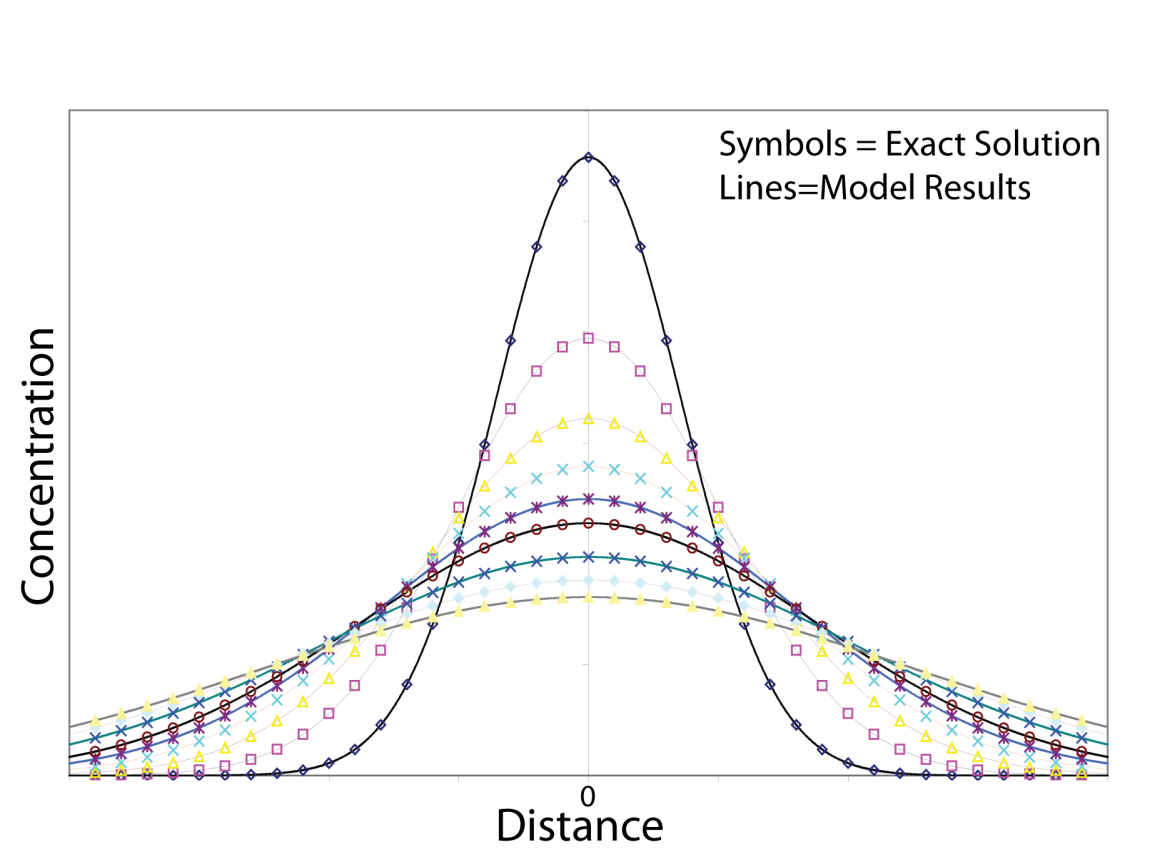 Symbols = Exact Solution
Lines=Model Results
Concentration
0
Distance